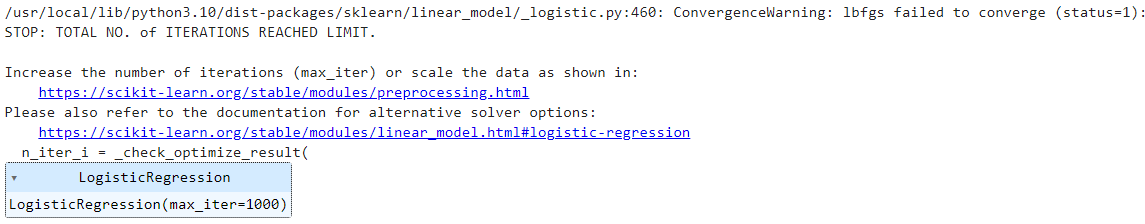 /usr/local/lib/python3.10/dist-packages/sklearn/linear_model/_logistic.py:460: ConvergenceWarning: lbfgs failed to converge (status=1):
STOP: TOTAL NO. of ITERATIONS REACHED LIMIT.
Increase the number of iterations (max_iter) or scale the data as shown in:
https://scikit-learn.org/stable/modules/preprocessing.html
Please also refer to the documentation for alternative solver options:
https://scikit-learn.org/stable/modules/linear_model.html#logistic-regression
n_iter_i = _check_optimize_result(
LogisticRegression
LogisticRegression(max_iter=1000)